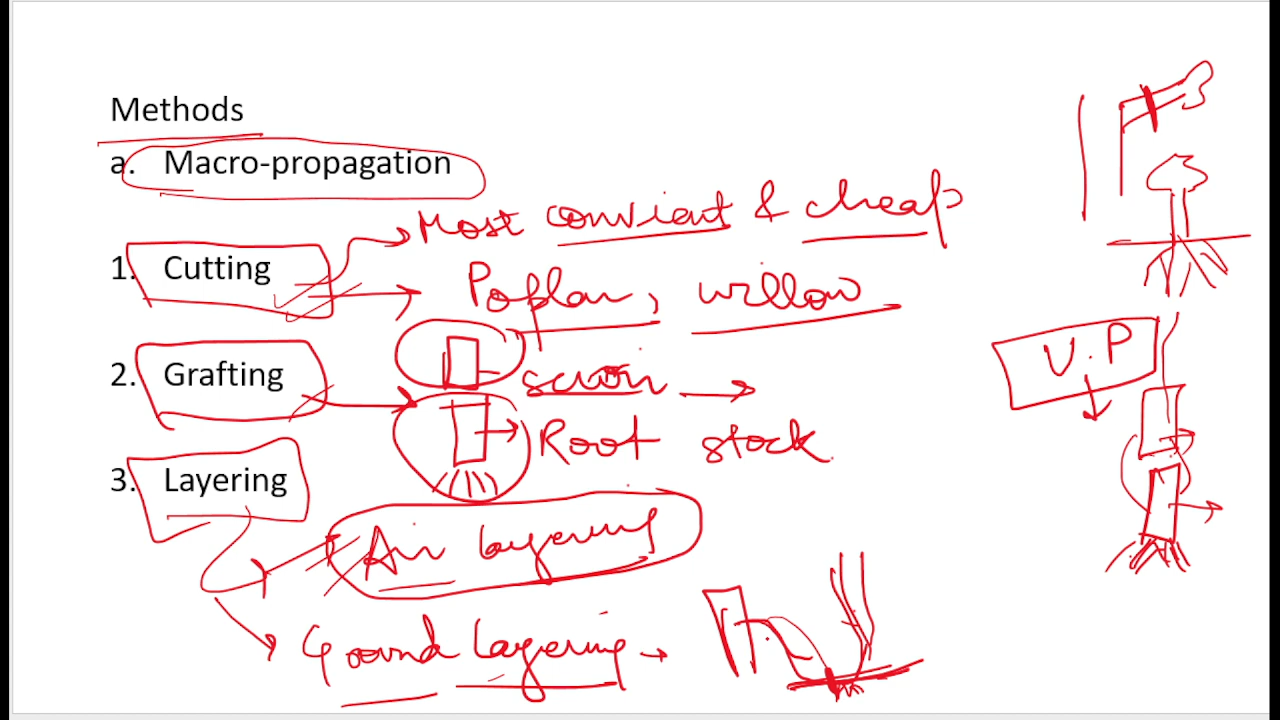 Methods
a. Macro-propagation
Most convient & cheap
1. Cutting
Poplar, willow
V.P
2. Grafting
scion
Root stock
3. Layering
Air layering
Ground layering